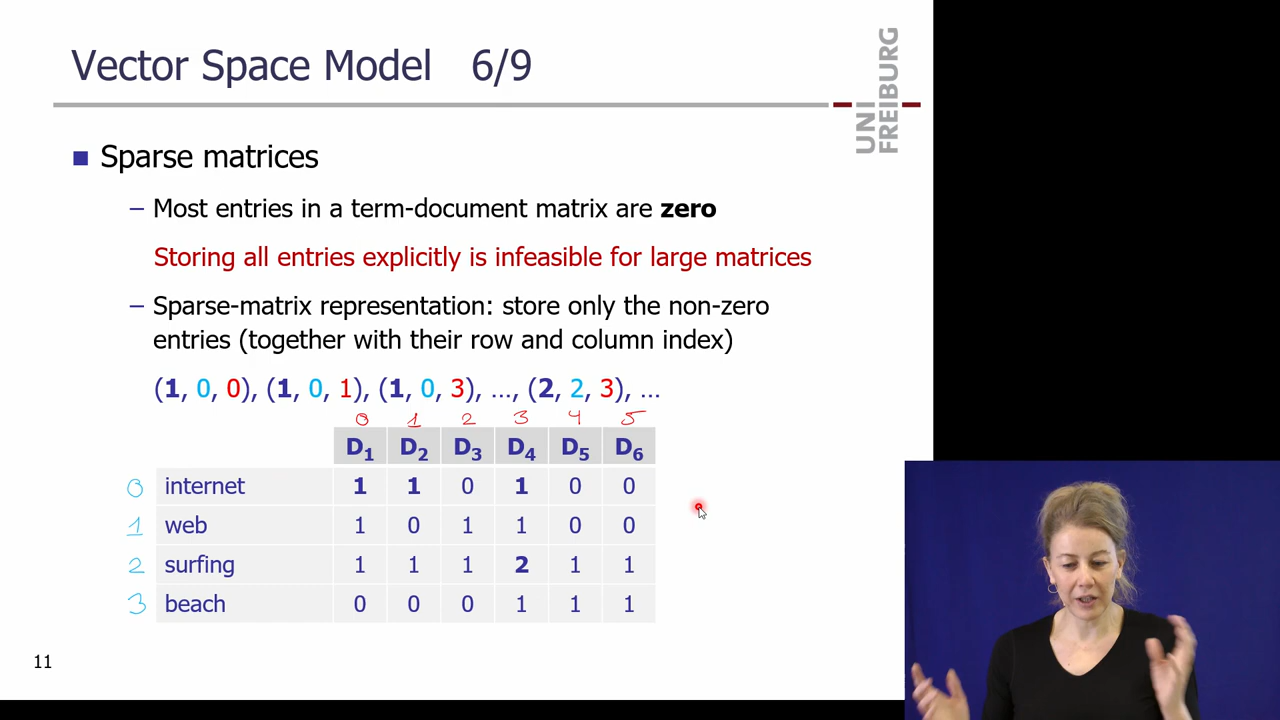 Vector Space Model 6/9
UNI
FREIBURG
Sparse matrices
– Most entries in a term-document matrix are zero
Storing all entries explicitly is infeasible for large matrices
– Sparse-matrix representation: store only the non-zero
entries (together with their row and column index)
(1, 0, 0), (1, 0, 1), (1, 0, 3), ..., (2, 2, 3), ...
0 1 2 3 4 5
D1 D2 D3 D4 D5 D6
0 internet 1 1 0 1 0 0
1 web 1 0 1 1 0 0
2 surfing 1 1 1 2 1 1
3 beach 0 0 0 1 1 1
11